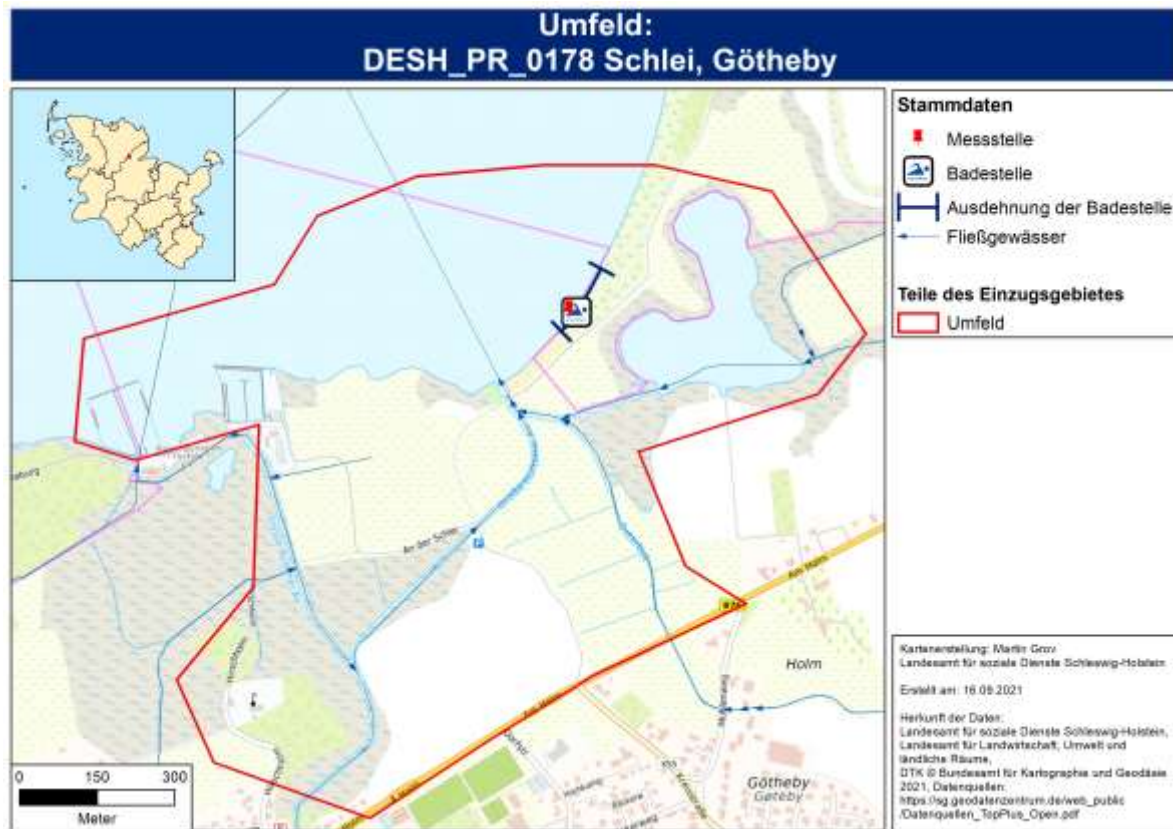 Umfeld:
DESH_PR_0178 Schlei, Götheby
Stammdaten
Messstelle
Badestelle
Ausdehnung der Badestelle
Fließgewässer
Teile des Einzugsgebietes
Umfeld
An der Schlei
Am Holm
Holm
Götheby
Gøteby
0 150 300
Meter
Kartenerstellung: Martin Grov
Landesamt für soziale Dienste Schleswig-Holstein
Erstellt am: 16.09.2021
Herkunft der Daten:
Landesamt für soziale Dienste Schleswig-Holstein,
Landesamt für Landwirtschaft, Umwelt und
ländliche Räume,
DTK © Bundesamt für Kartographie und Geodäsie
2021, Datenquellen:
https://sg.geodatenzentrum.de/web_public
/Datenquellen_TopPlus_Open.pdf